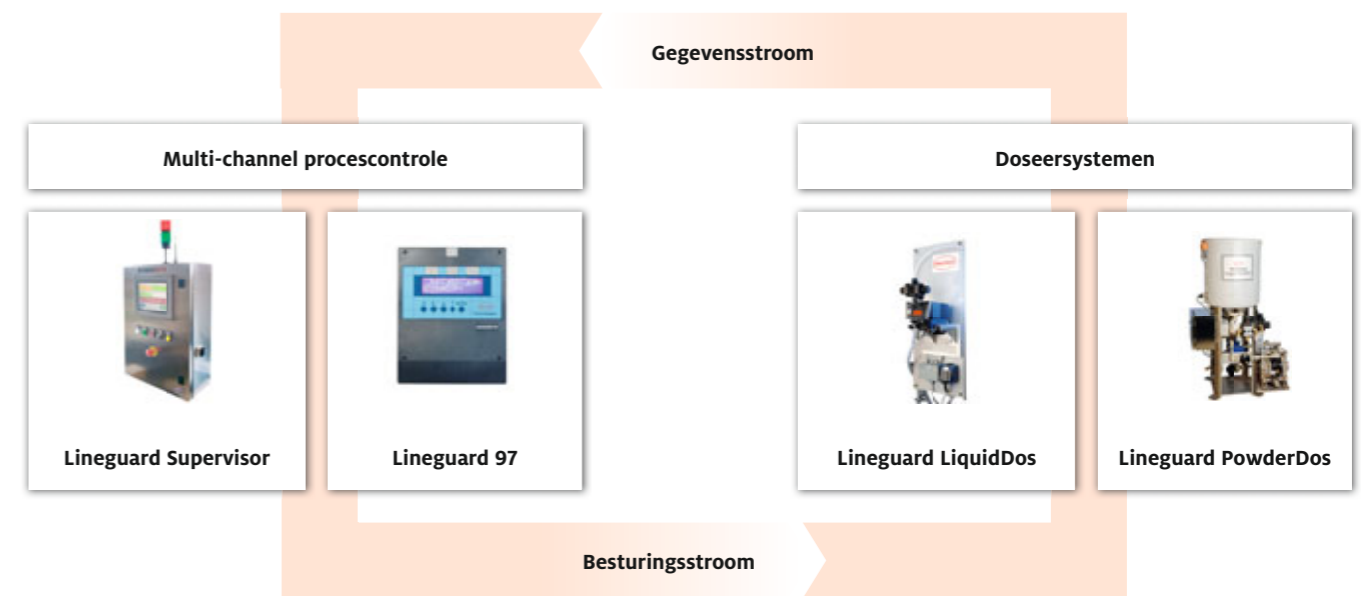 Gegevensstroom
Multi-channel procescontrole
Doseersystemen
Lineguard Supervisor
Lineguard 97
Lineguard LiquidDos
Lineguard PowderDos
Besturingsstroom